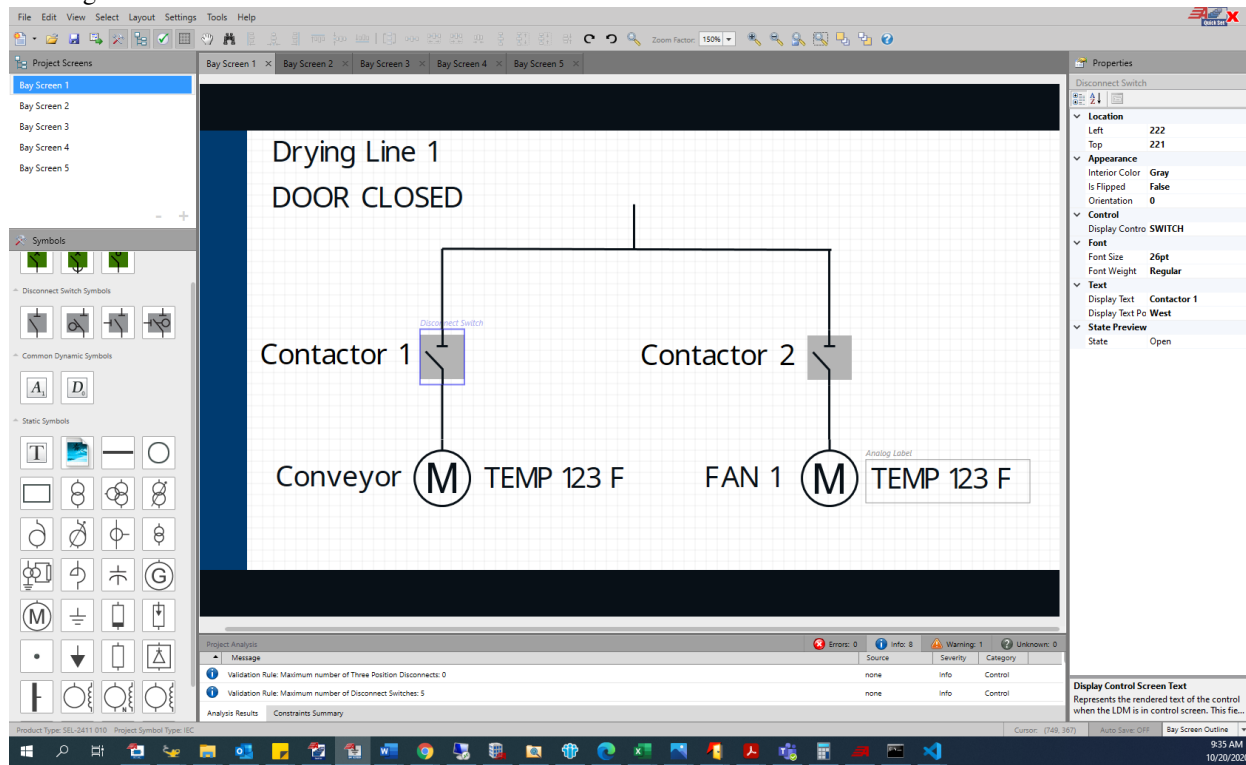 File Edit View Select Layout Settings Tools Help
Quick Set
Zoom Factor: 150%
Project Screens
Bay Screen 1
Bay Screen 2
Bay Screen 3
Bay Screen 4
Bay Screen 5
Symbols
Disconnect Switch Symbols
Common Dynamic Symbols
A
D
Static Symbols
T
G
M
Bay Screen 1 × Bay Screen 2 × Bay Screen 3 × Bay Screen 4 × Bay Screen 5 ×
Drying Line 1
DOOR CLOSED
Disconnect Switch
Contactor 1
Contactor 2
Analog Label
Conveyor M TEMP 123 F
FAN 1 M TEMP 123 F
Project Analysis
Errors: 0 Info: 8 Warning: 1 Unknown: 0
Message Source Severity Category
Validation Rule: Maximum number of Three Position Disconnects: 0 none Info Control
Validation Rule: Maximum number of Disconnect Switches: 5 none Info Control
Analysis Results Constraints Summary
Properties
Disconnect Switch
Location
Left 222
Top 221
Appearance
Interior Color Gray
Is Flipped False
Orientation 0
Control
Display Contro SWITCH
Font
Font Size 26pt
Font Weight Regular
Text
Display Text Contactor 1
Display Text Po West
State Preview
State Open
Display Control Screen Text
Represents the rendered text of the control
when the LDM is in control screen. This fie...
Product Type: SEL-2411 010 Project Symbol Type: IEC
Cursor: (749, 367) Auto Save: OFF Bay Screen Outline
9:35 AM
10/20/202